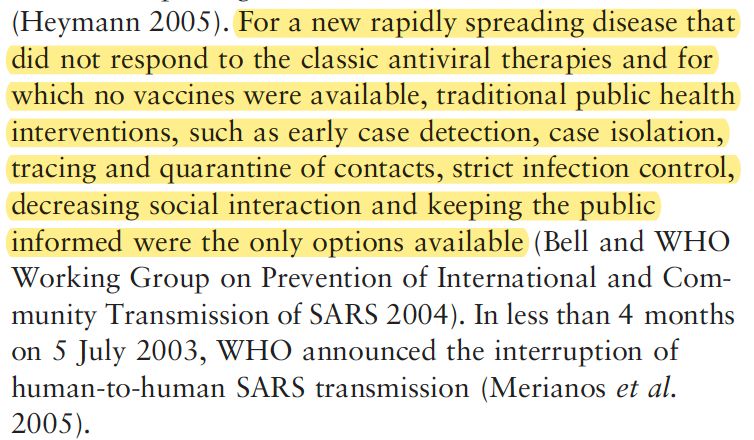 (Heymann 2005). For a new rapidly spreading disease that
did not respond to the classic antiviral therapies and for
which no vaccines were available, traditional public health
interventions, such as early case detection, case isolation,
tracing and quarantine of contacts, strict infection control,
decreasing social interaction and keeping the public
informed were the only options available (Bell and WHO
Working Group on Prevention of International and Com-
munity Transmission of SARS 2004). In less than 4 months
on 5 July 2003, WHO announced the interruption of
human-to-human SARS transmission (Merianos et al.
2005).